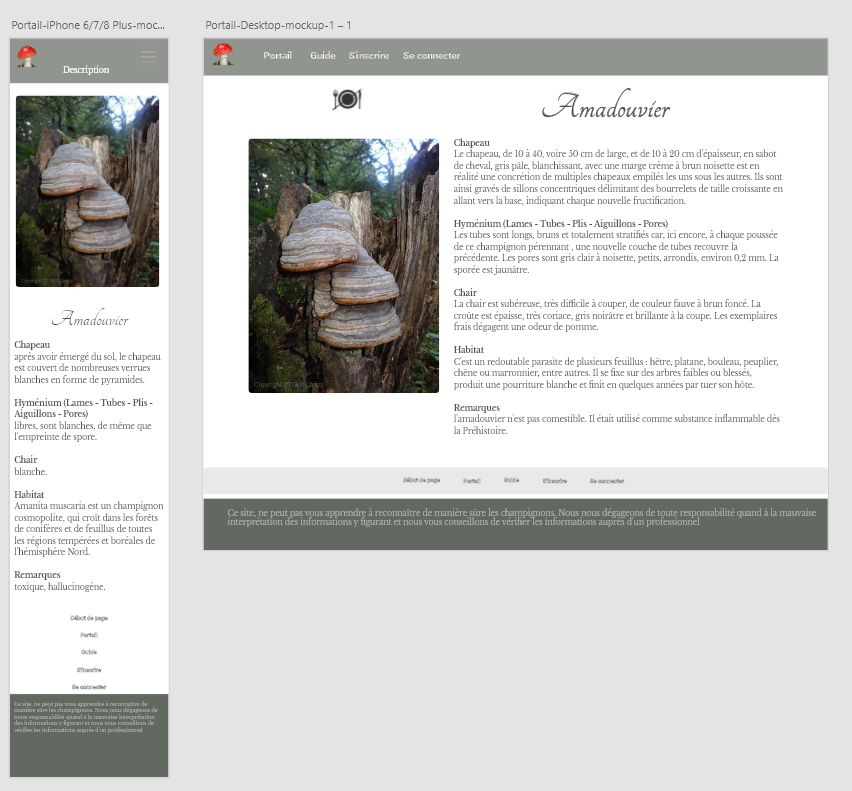 Portail-iPhone 6/7/8 Plus-moc...
Description
Amadouvier
Chapeau
après avoir émergé du sol, le chapeau
est couvert de nombreuses verrues
blanches en forme de pyramides.
Hyménium (Lames - Tubes - Plis -
Aiguillons - Pores)
libres, sont blanches, de même que
l'empreinte de spore.
Chair
blanche.
Habitat
Amanita muscaria est un champignon
cosmopolite, qui croît dans les forêts
de conifères et de feuillus de toutes
les régions tempérées et boréales de
l'hémisphère Nord.
Remarques
toxique, hallucinogène.
Début de page
Portail
Guide
S'inscrire
Se connecter
Ce site, ne peut pas vous apprendre à reconnaître de
manière sûre les champignons. Nous nous dégageons de
toute responsabilité quand à la mauvaise interprétation
des informations y figurant et nous vous conseillons de
vérifier les informations auprès d'un professionnel
Portail-Desktop-mockup-1 – 1
Portail Guide S'inscrire Se connecter
Amadouvier
Copyright 2018
Chapeau
Le chapeau, de 10 à 40, voire 50 cm de large, et de 10 à 20 cm d'épaisseur, en sabot
de cheval, gris pâle, blanchissant, avec une marge crème à brun noisette est en
réalité une concrétion de multiples chapeaux empilés les uns sous les autres. Ils sont
ainsi gravés de sillons concentriques délimitant des bourrelets de taille croissante en
allant vers la base, indiquant chaque nouvelle fructification.
Hyménium (Lames - Tubes - Plis - Aiguillons - Pores)
Les tubes sont longs, bruns et totalement stratifiés car, ici encore, à chaque poussée
de ce champignon pérennant , une nouvelle couche de tubes recouvre la
précédente. Les pores sont gris clair à noisette, petits, arrondis, environ 0,2 mm. La
sporée est jaunâtre.
Chair
La chair est subéreuse, très difficile à couper, de couleur fauve à brun foncé. La
croûte est épaisse, très coriace, gris noirâtre et brillante à la coupe. Les exemplaires
frais dégagent une odeur de pomme.
Habitat
C'est un redoutable parasite de plusieurs feuillus : hêtre, platane, bouleau, peuplier,
chêne ou marronnier, entre autres. Il se fixe sur des arbres faibles ou blessés,
produit une pourriture blanche et finit en quelques années par tuer son hôte.
Remarques
l'amadouvier n'est pas comestible. Il était utilisé comme substance inflammable dès
la Préhistoire.
Début de page Portail Guide S'inscrire Se connecter
Ce site, ne peut pas vous apprendre à reconnaître de manière sûre les champignons. Nous nous dégageons de toute responsabilité quand à la mauvaise
interprétation des informations y figurant et nous vous conseillons de vérifier les informations auprès d'un professionnel